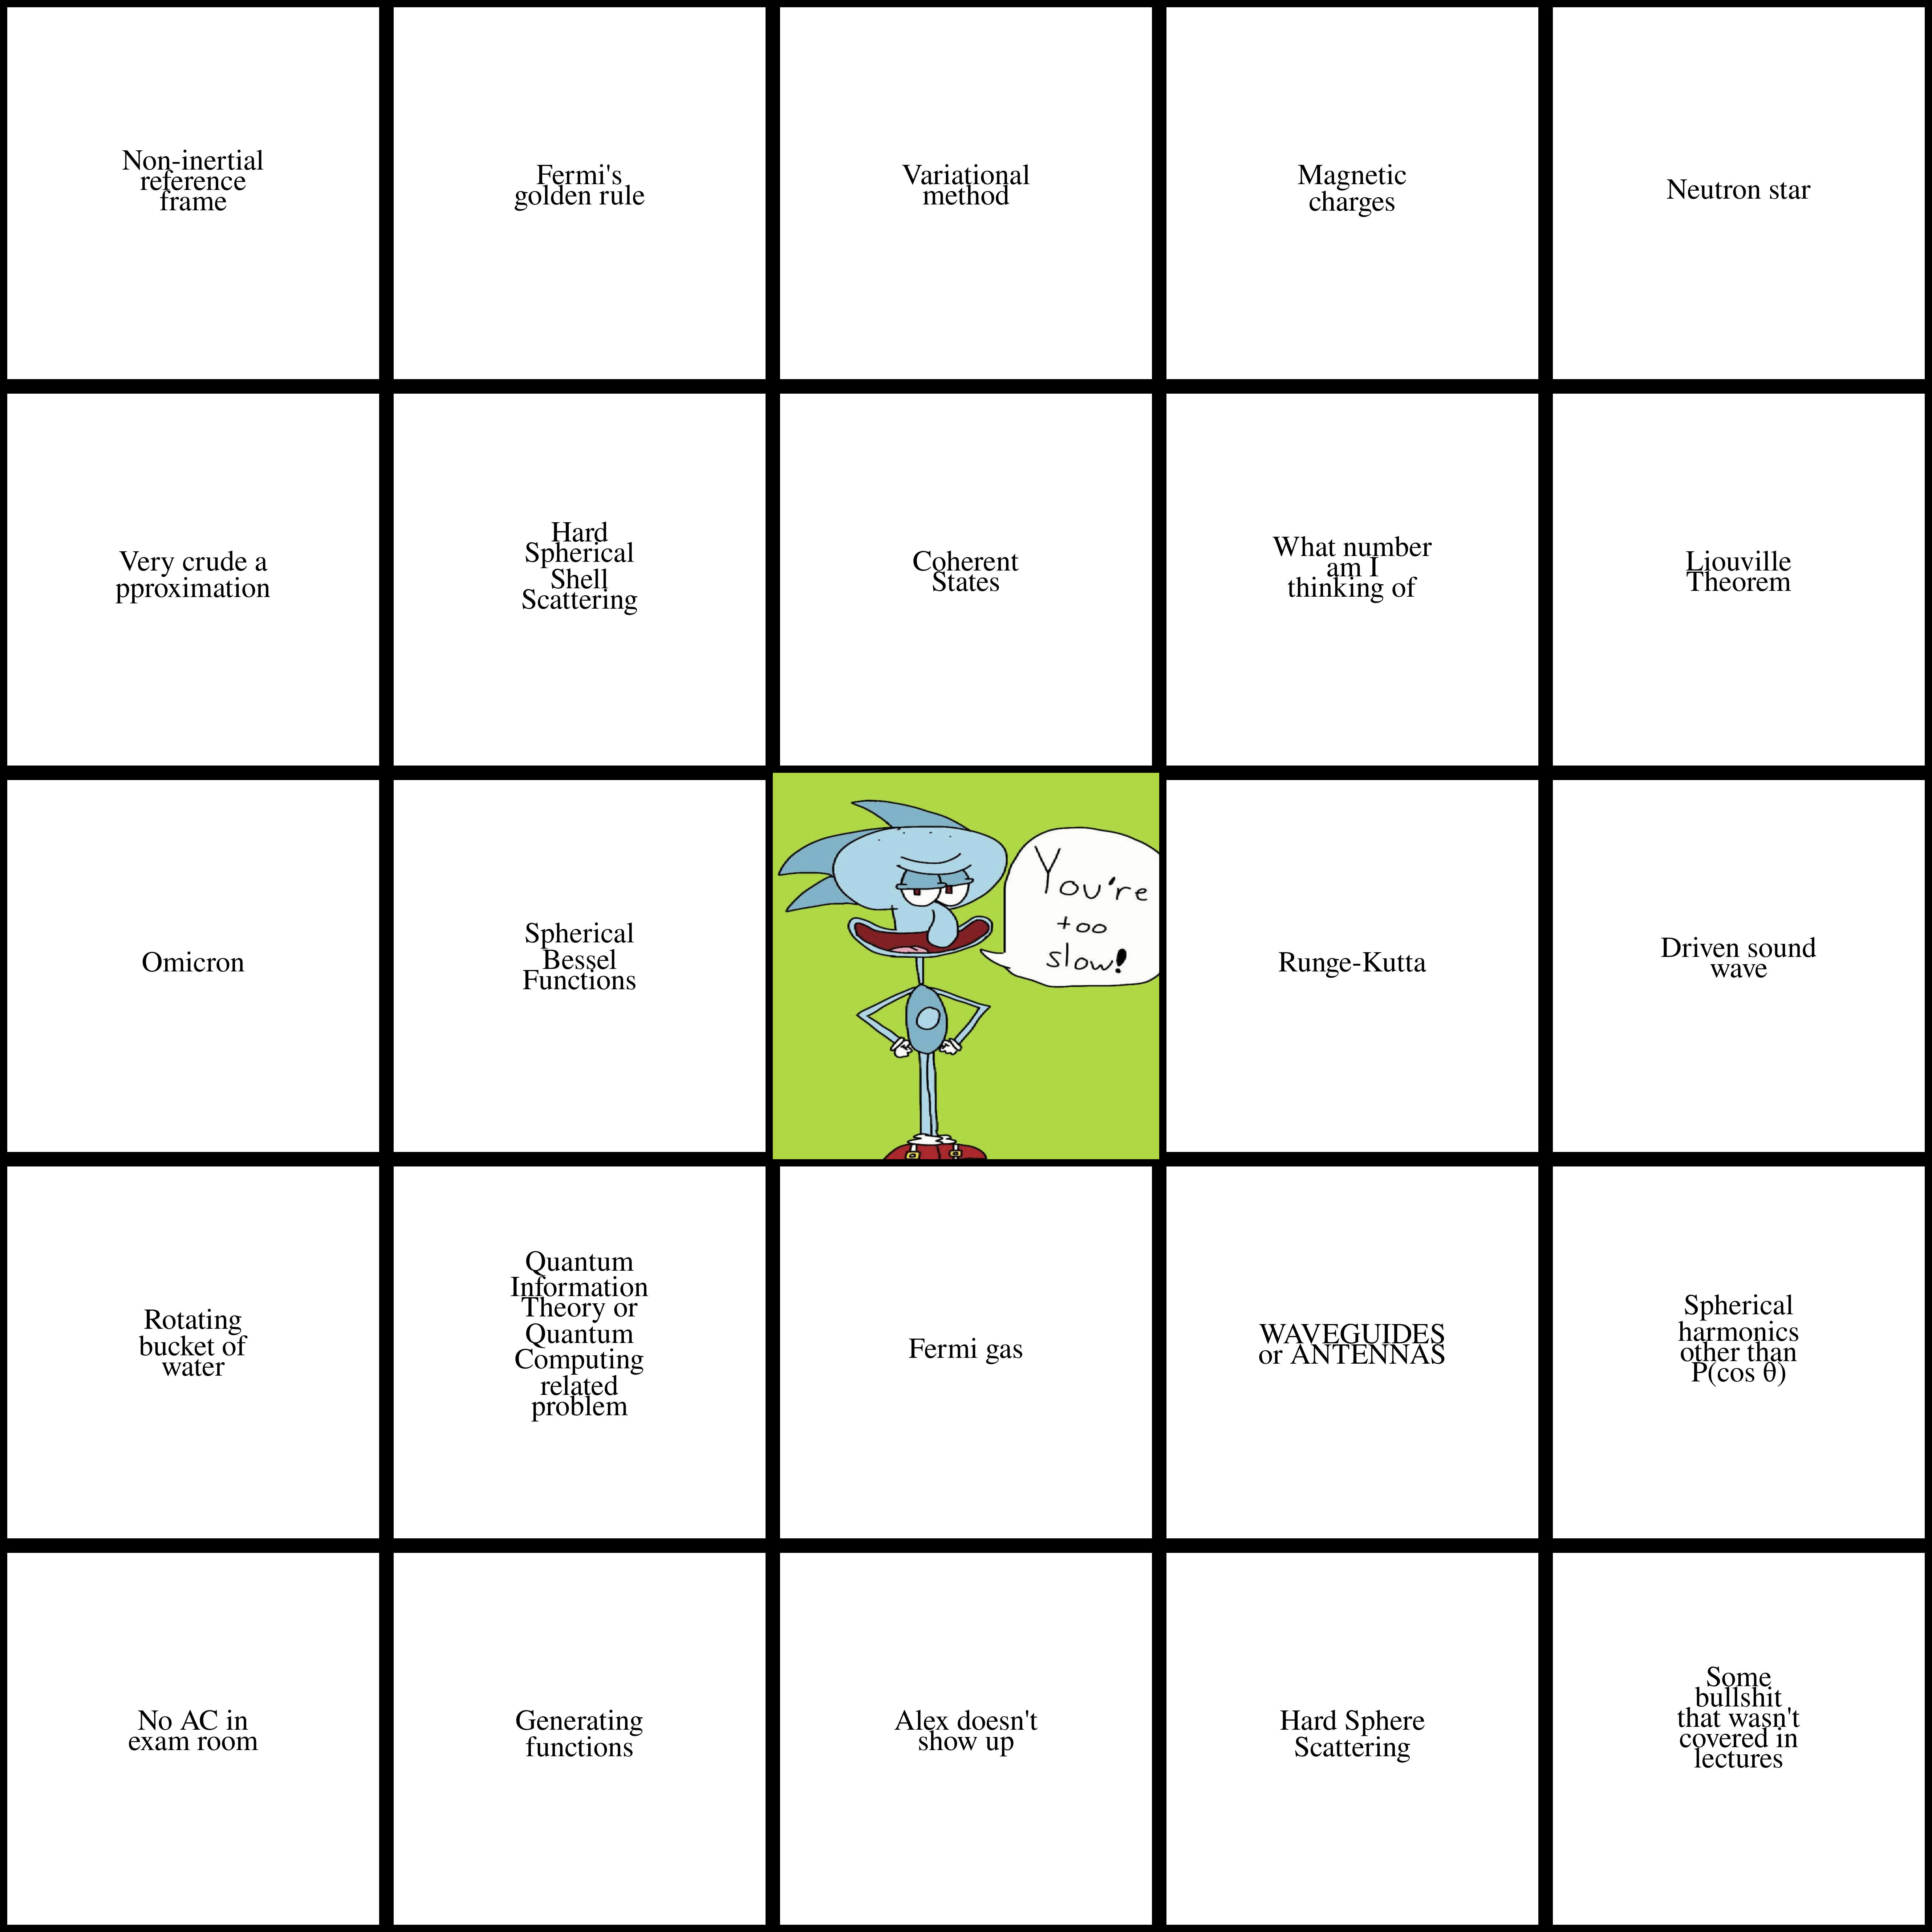 Non-inertial
reference
frame
Fermi's
golden rule
Variational
method
Magnetic
charges
Neutron star
Very crude a
pproximation
Hard
Spherical
Shell
Scattering
Coherent
States
What number
am I
thinking of
Liouville
Theorem
Omicron
Spherical
Bessel
Functions
You're
too
slow!
Runge-Kutta
Driven sound
wave
Rotating
bucket of
water
Quantum
Information
Theory or
Quantum
Computing
related
problem
Fermi gas
WAVEGUIDES
or ANTENNAS
Spherical
harmonics
other than
P(cos θ)
No AC in
exam room
Generating
functions
Alex doesn't
show up
Hard Sphere
Scattering
Some
bullshit
that wasn't
covered in
lectures